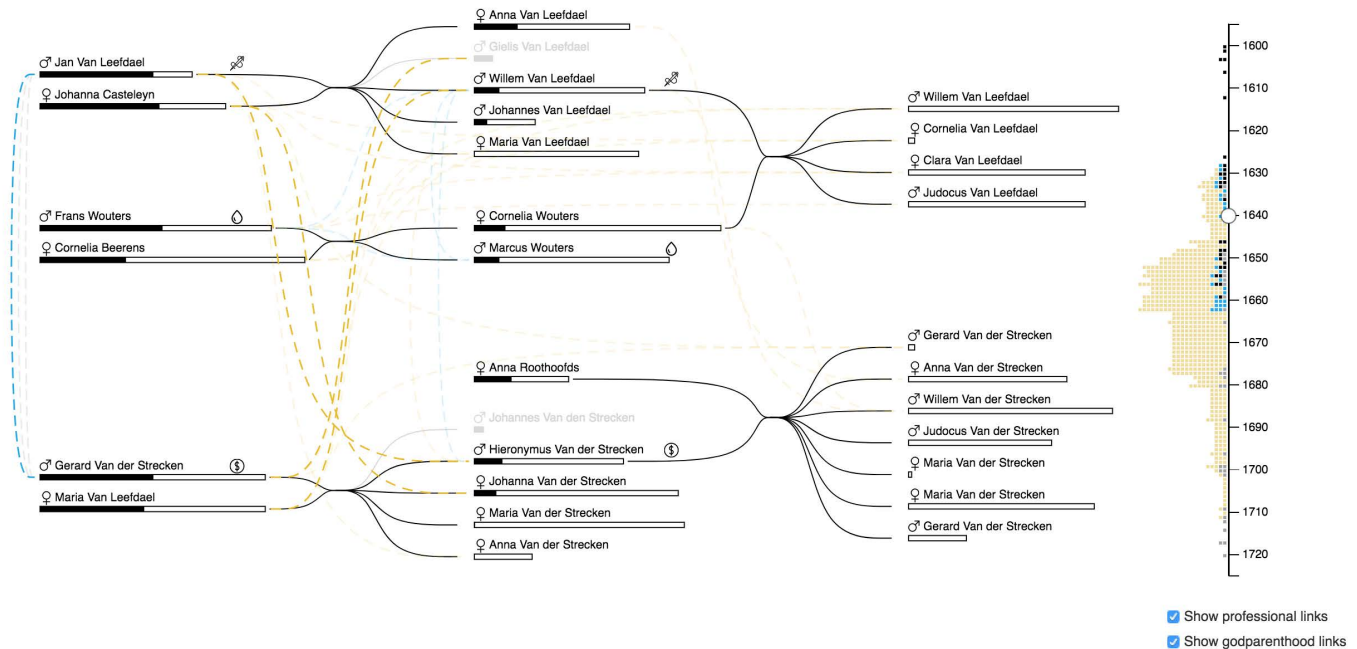 ♀ Anna Van Leefdael
♂ Gielis Van Leefdael
♂ Jan Van Leefdael
♂ Willem Van Leefdael
♀ Johanna Casteleyn
♂ Johannes Van Leefdael
♀ Maria Van Leefdael
♂ Willem Van Leefdael
♀ Cornelia Van Leefdael
♀ Clara Van Leefdael
♂ Judocus Van Leefdael
♂ Frans Wouters
♀ Cornelia Wouters
♀ Cornelia Beerens
♂ Marcus Wouters
♂ Gerard Van der Strecken
♀ Anna Roothoofds
♀ Anna Van der Strecken
♂ Willem Van der Strecken
♂ Johannes Van den Strecken
♂ Judocus Van der Strecken
♂ Hieronymus Van der Strecken
$
♀ Maria Van der Strecken
♂ Gerard Van der Strecken
$
♀ Johanna Van der Strecken
♀ Maria Van Leefdael
♀ Maria Van der Strecken
♀ Maria Van der Strecken
♂ Gerard Van der Strecken
♀ Anna Van der Strecken
1600
1610
1620
1630
1640
1650
1660
1670
1680
1690
1700
1710
1720
Show professional links
Show godparenthood links